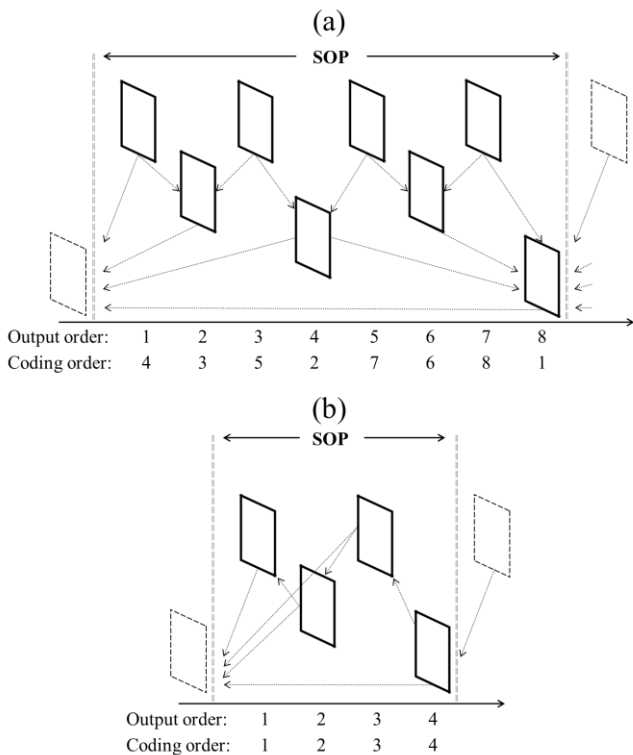 (a)
SOP
Output order: 1 2 3 4 5 6 7 8
Coding order: 4 3 5 2 7 6 8 1
(b)
SOP
Output order: 1 2 3 4
Coding order: 1 2 3 4